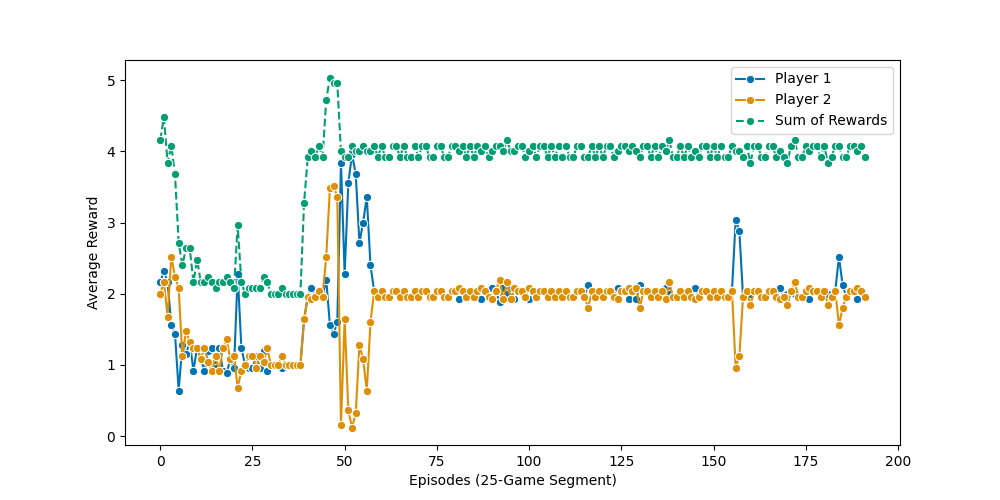 Player 1
Player 2
Sum of Rewards
Average Reward
5
4
3
2
1
0
0 25 50 75 100 125 150 175 200
Episodes (25-Game Segment)